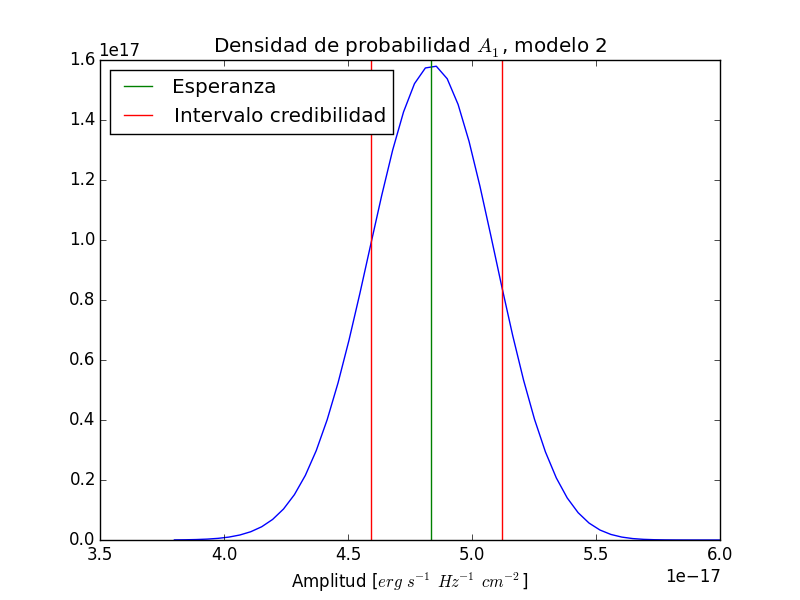 Densidad de probabilidad A₁, modelo 2
1e17
1.6
1.4
1.2
1.0
0.8
0.6
0.4
0.2
0.0
Esperanza
Intervalo credibilidad
3.5 4.0 4.5 5.0 5.5 6.0
1e−17
Amplitud [erg s⁻¹ Hz⁻¹ cm⁻²]